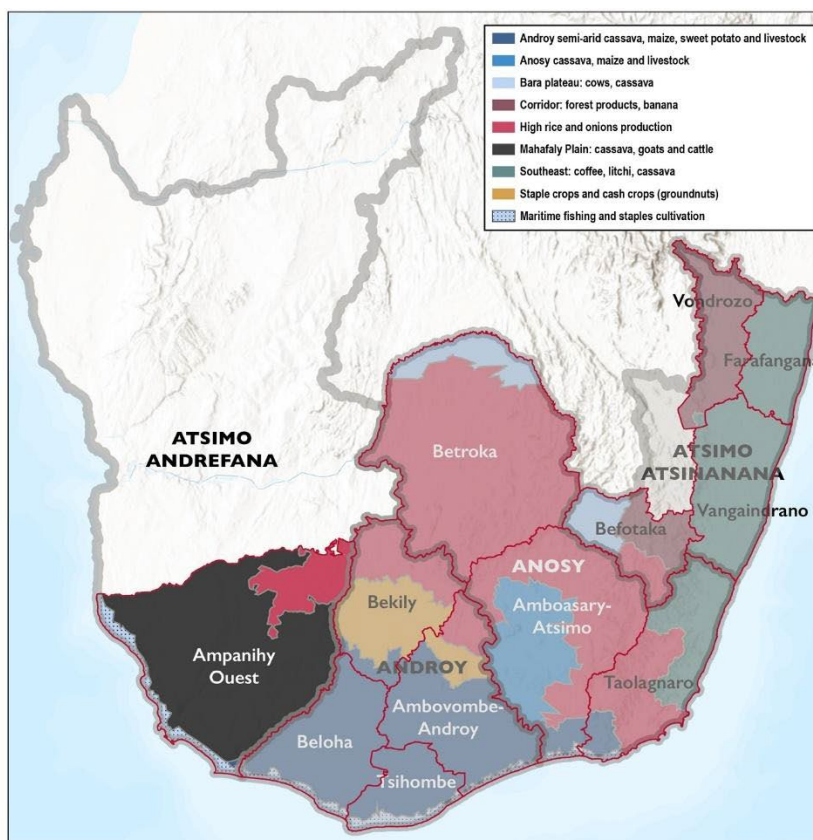 Androy semi-arid cassava, maize, sweet potato and livestock
Anosy cassava, maize and livestock
Bara plateau: cows, cassava
Corridor: forest products, banana
High rice and onions production
Mahafaly Plain: cassava, goats and cattle
Southeast: coffee, litchi, cassava
Staple crops and cash crops (groundnuts)
Maritime fishing and staples cultivation
Vondrozo
Farafangana
ATSIMO
ANDREFANA
Betroka
ATSIMO
ATSINANANA
Vangaindrano
Befotaka
ANOSY
Bekily
Amboasary-
Atsimo
Ampanihy
Ouest
ANDROY
Taolagnaro
Ambovombe-
Androy
Beloha
Tsihombe